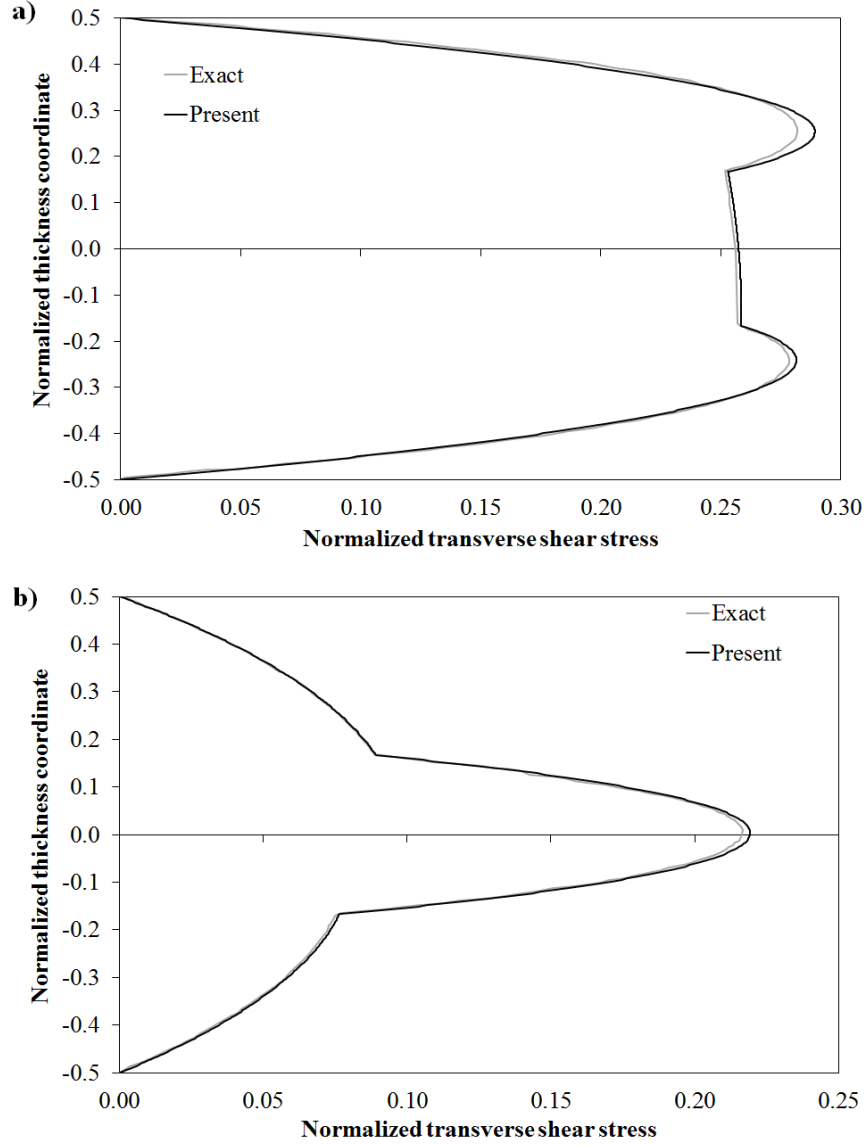 a)
0.5
0.4
0.3
0.2
0.1
0.0
-0.1
-0.2
-0.3
-0.4
-0.5
Normalized thickness coordinate
Exact
Present
0.00 0.05 0.10 0.15 0.20 0.25 0.30
Normalized transverse shear stress
b)
0.5
0.4
0.3
0.2
0.1
0.0
-0.1
-0.2
-0.3
-0.4
-0.5
Normalized thickness coordinate
Exact
Present
0.00 0.05 0.10 0.15 0.20 0.25
Normalized transverse shear stress